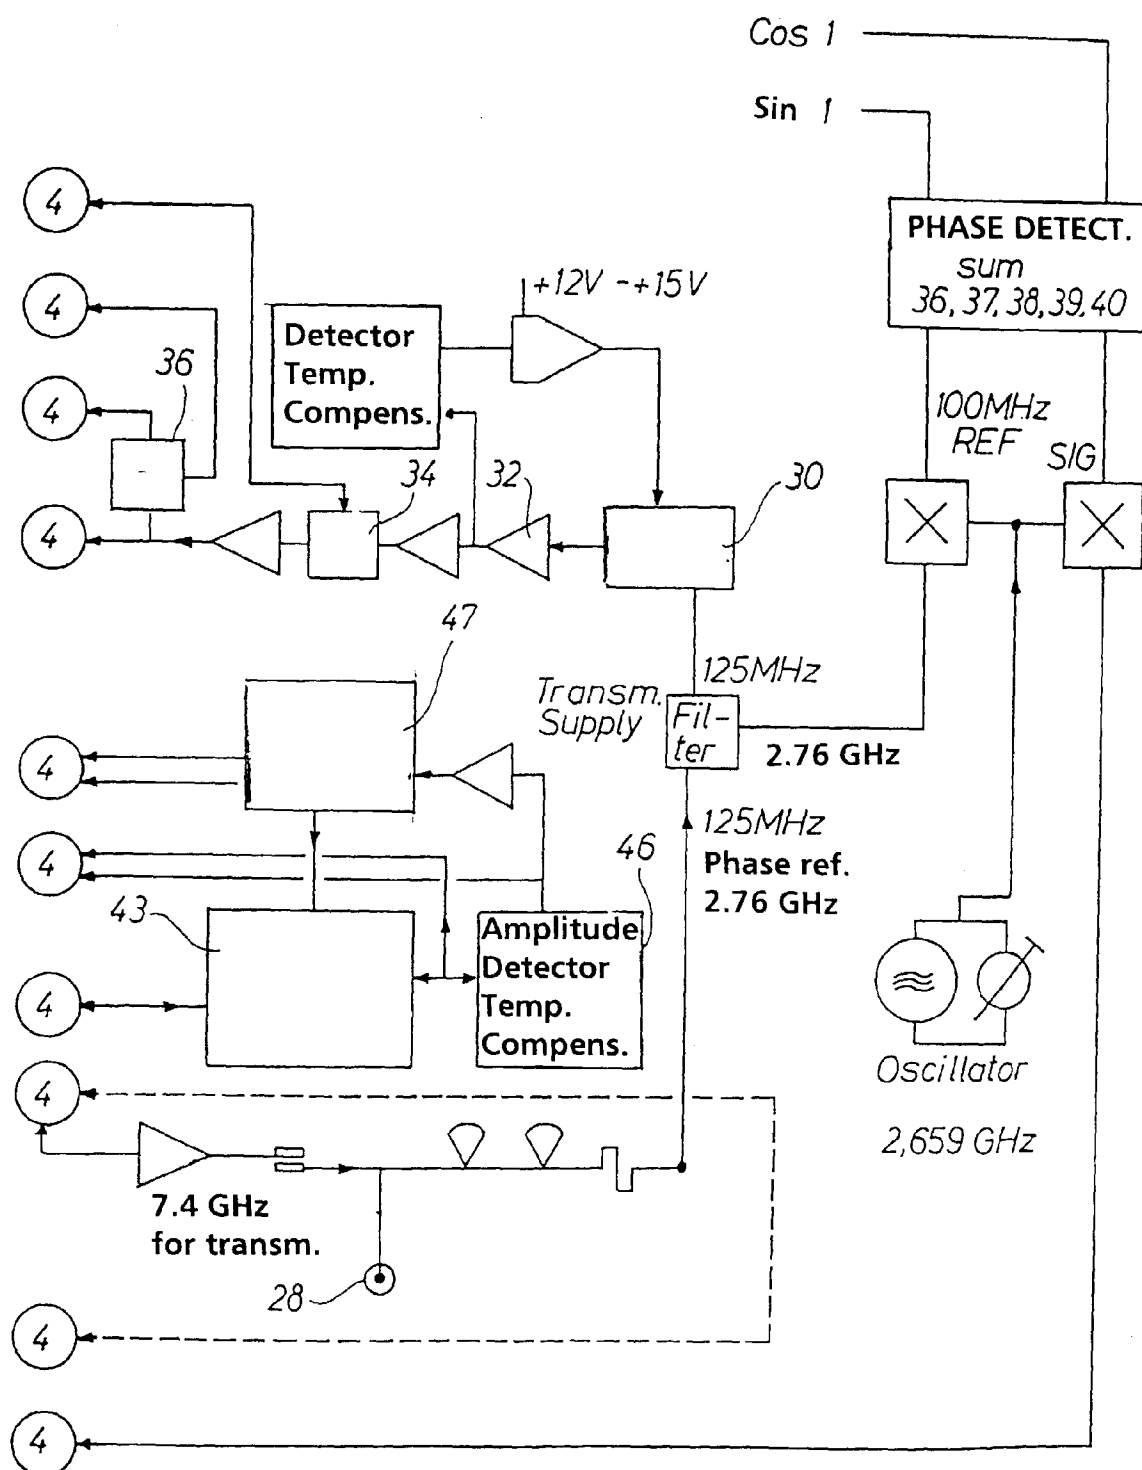 Cos 1
Sin 1
4
PHASE DETECT.
sum
36, 37, 38, 39, 40
4
+12V -+15V
Detector
Temp.
Compens.
36
4
100MHz
REF
SIG
34
32
30
4
47
125MHz
Transm.
Supply
Fil-
ter
2.76 GHz
4
125MHz
Phase ref.
2.76 GHz
46
4
43
Amplitude
Detector
Temp.
Compens.
4
Oscillator
2,659 GHz
4
7.4 GHz
for transm.
28
4
4